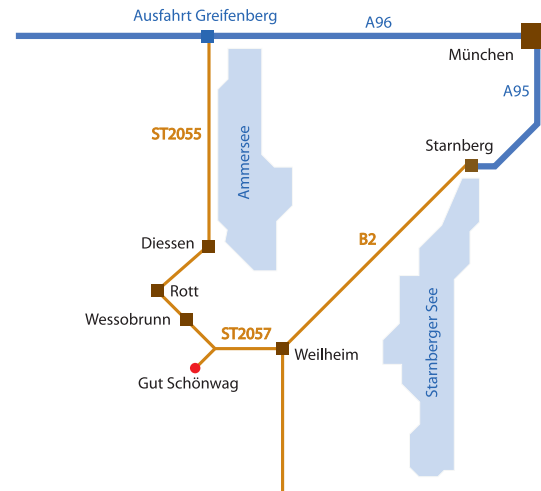 Ausfahrt Greifenberg
A96
München
A95
ST2055
Ammersee
Starnberg
Diessen
B2
Rott
Wessobrunn
ST2057
Weilheim
Starnberger See
Gut Schönwag